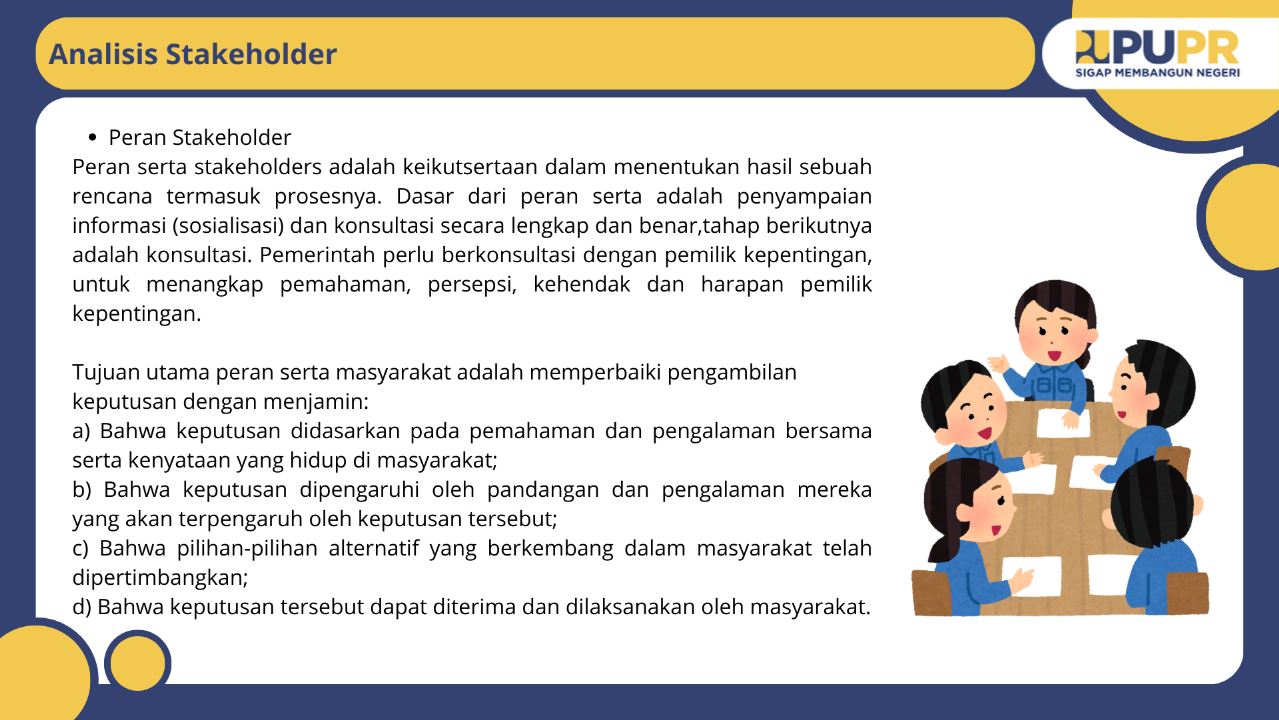 Analisis Stakeholder
PUPR
SIGAP MEMBANGUN NEGERI
• Peran Stakeholder
Peran serta stakeholders adalah keikutsertaan dalam menentukan hasil sebuah
rencana termasuk prosesnya. Dasar dari peran serta adalah penyampaian
informasi (sosialisasi) dan konsultasi secara lengkap dan benar,tahap berikutnya
adalah konsultasi. Pemerintah perlu berkonsultasi dengan pemilik kepentingan,
untuk menangkap pemahaman, persepsi, kehendak dan harapan pemilik
kepentingan.
Tujuan utama peran serta masyarakat adalah memperbaiki pengambilan
keputusan dengan menjamin:
a) Bahwa keputusan didasarkan pada pemahaman dan pengalaman bersama
serta kenyataan yang hidup di masyarakat;
b) Bahwa keputusan dipengaruhi oleh pandangan dan pengalaman mereka
yang akan terpengaruh oleh keputusan tersebut;
c) Bahwa pilihan-pilihan alternatif yang berkembang dalam masyarakat telah
dipertimbangkan;
d) Bahwa keputusan tersebut dapat diterima dan dilaksanakan oleh masyarakat.